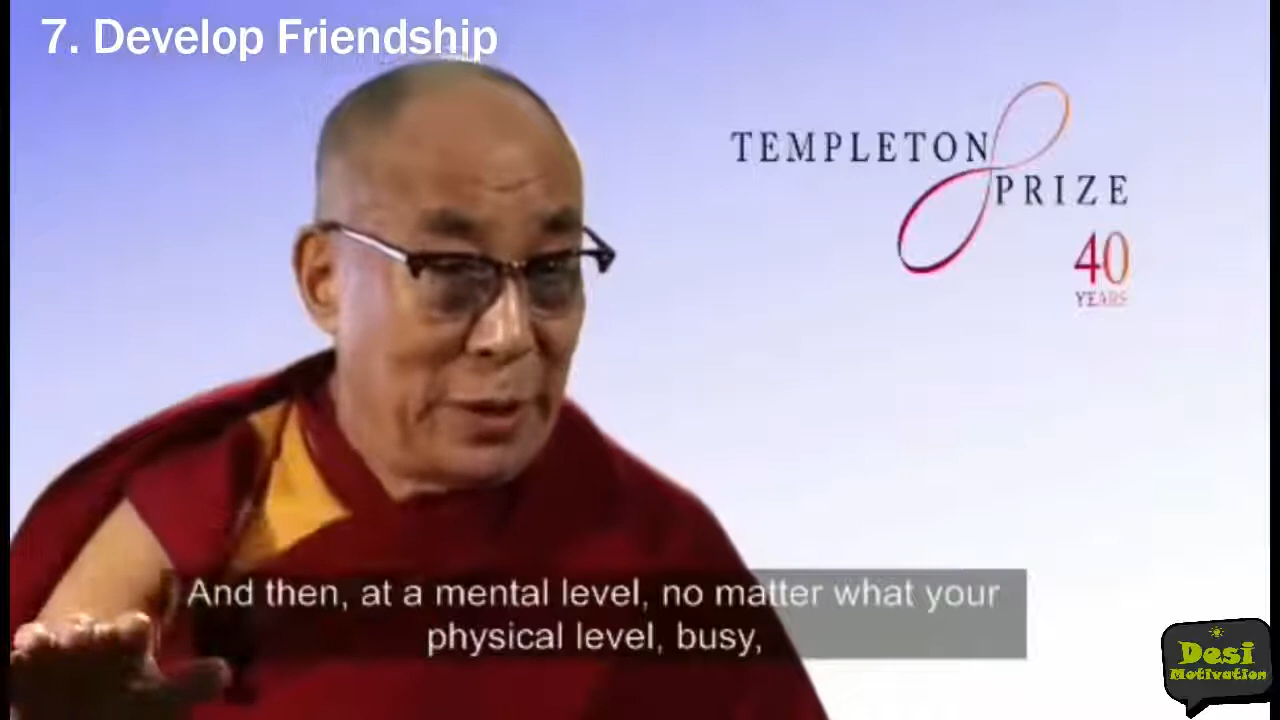 7. Develop Friendship
TEMPLETON
PRIZE
40
YEARS
And then, at a mental level, no matter what your
physical level, busy,
Desi
Motivation